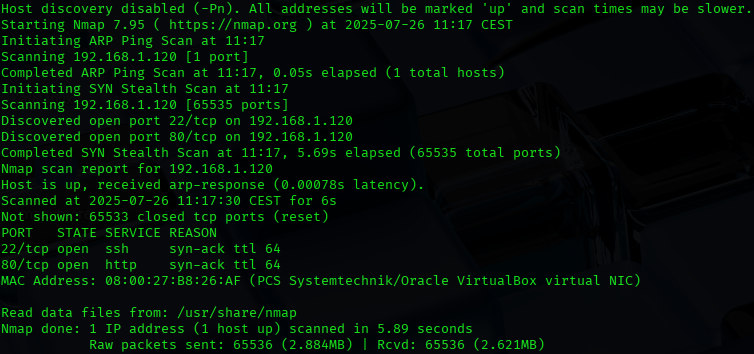 Host discovery disabled (-Pn). All addresses will be marked 'up' and scan times may be slower.
Starting Nmap 7.95 ( https://nmap.org ) at 2025-07-26 11:17 CEST
Initiating ARP Ping Scan at 11:17
Scanning 192.168.1.120 [1 port]
Completed ARP Ping Scan at 11:17, 0.05s elapsed (1 total hosts)
Initiating SYN Stealth Scan at 11:17
Scanning 192.168.1.120 [65535 ports]
Discovered open port 22/tcp on 192.168.1.120
Discovered open port 80/tcp on 192.168.1.120
Completed SYN Stealth Scan at 11:17, 5.69s elapsed (65535 total ports)
Nmap scan report for 192.168.1.120
Host is up, received arp-response (0.00078s latency).
Scanned at 2025-07-26 11:17:30 CEST for 6s
Not shown: 65533 closed tcp ports (reset)
PORT   STATE SERVICE REASON
22/tcp open  ssh     syn-ack ttl 64
80/tcp open  http    syn-ack ttl 64
MAC Address: 08:00:27:B8:26:AF (PCS Systemtechnik/Oracle VirtualBox virtual NIC)

Read data files from: /usr/share/nmap
Nmap done: 1 IP address (1 host up) scanned in 5.89 seconds
           Raw packets sent: 65536 (2.884MB) | Rcvd: 65536 (2.621MB)